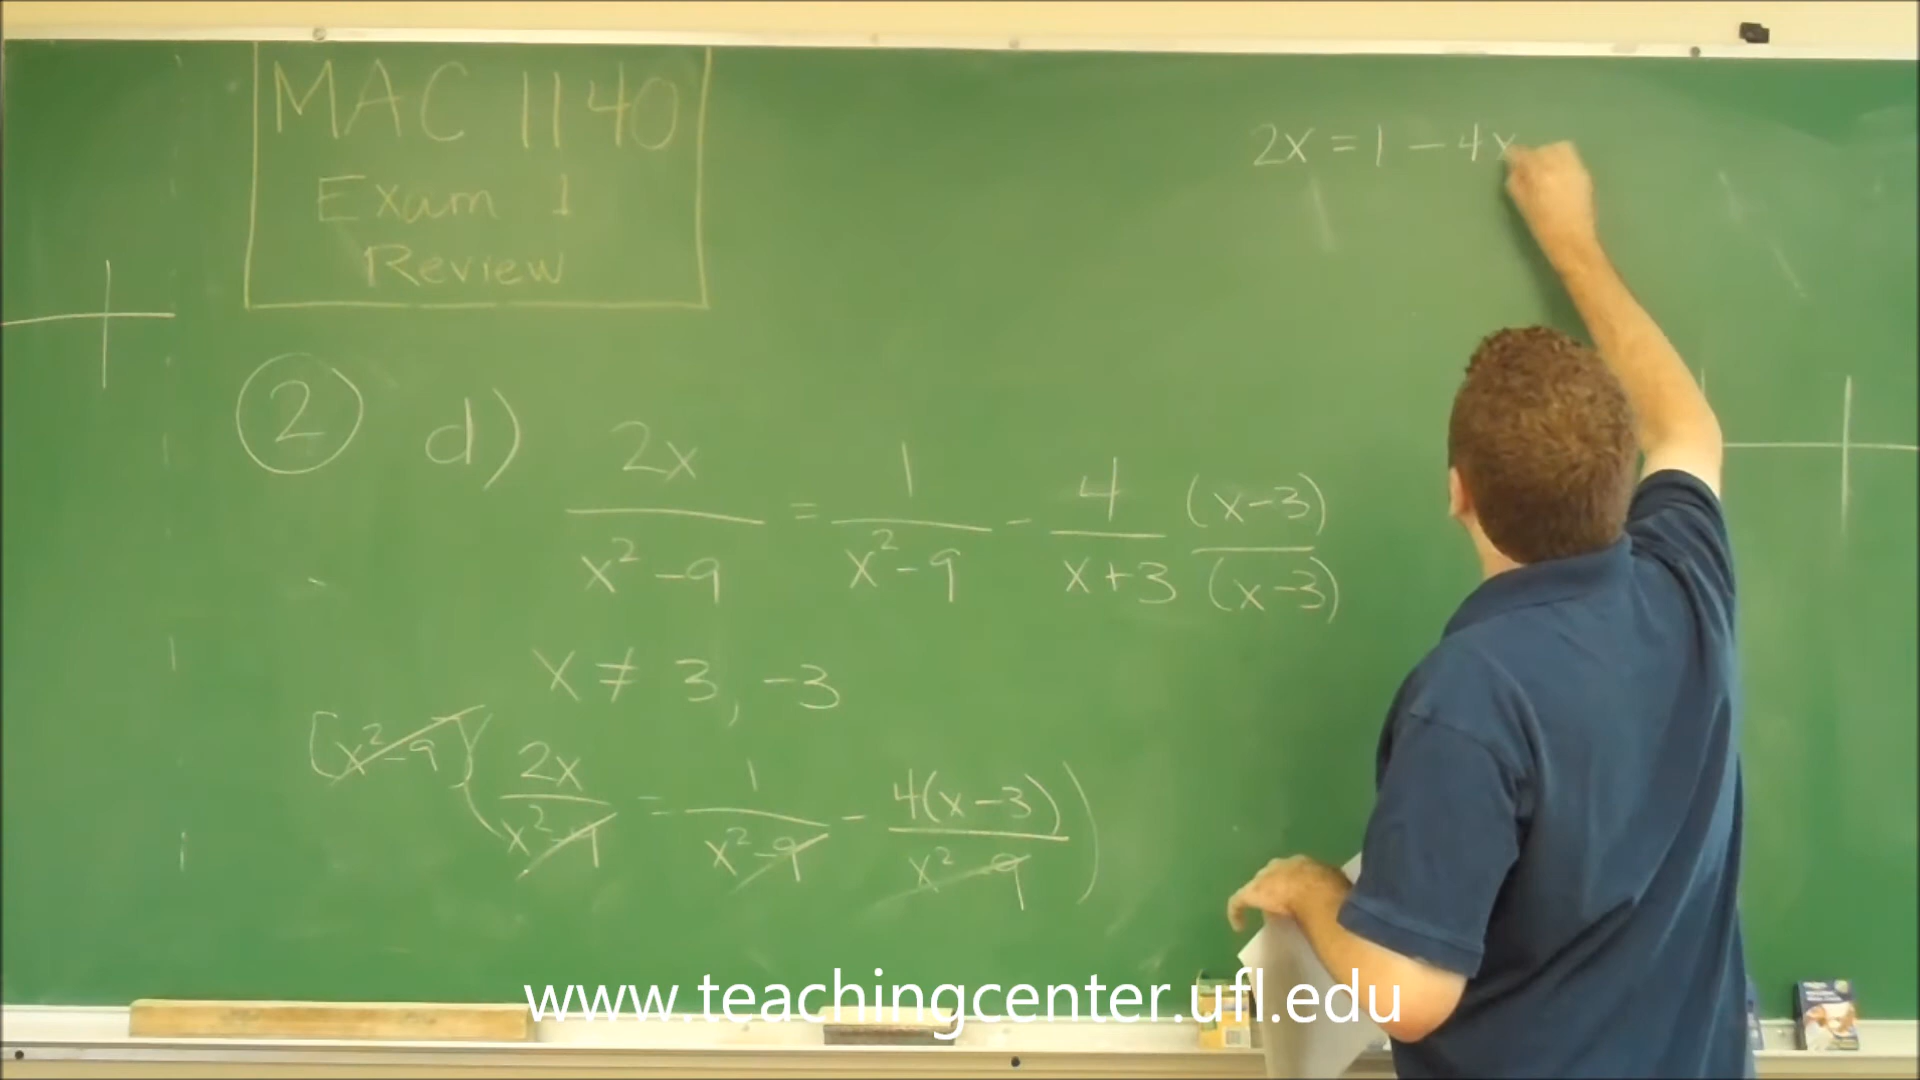 MAC 1140
Exam 1
Review
2x = 1 - 4x
② d) 2x/(x²-9) = 1/(x²-9) - 4/(x+3) (x-3)/(x-3)
x ≠ 3, -3
(x²-9)(2x/(x²-9) = 1/(x²-9) - 4(x-3)/(x²-9))
www.teachingcenter.ufl.edu